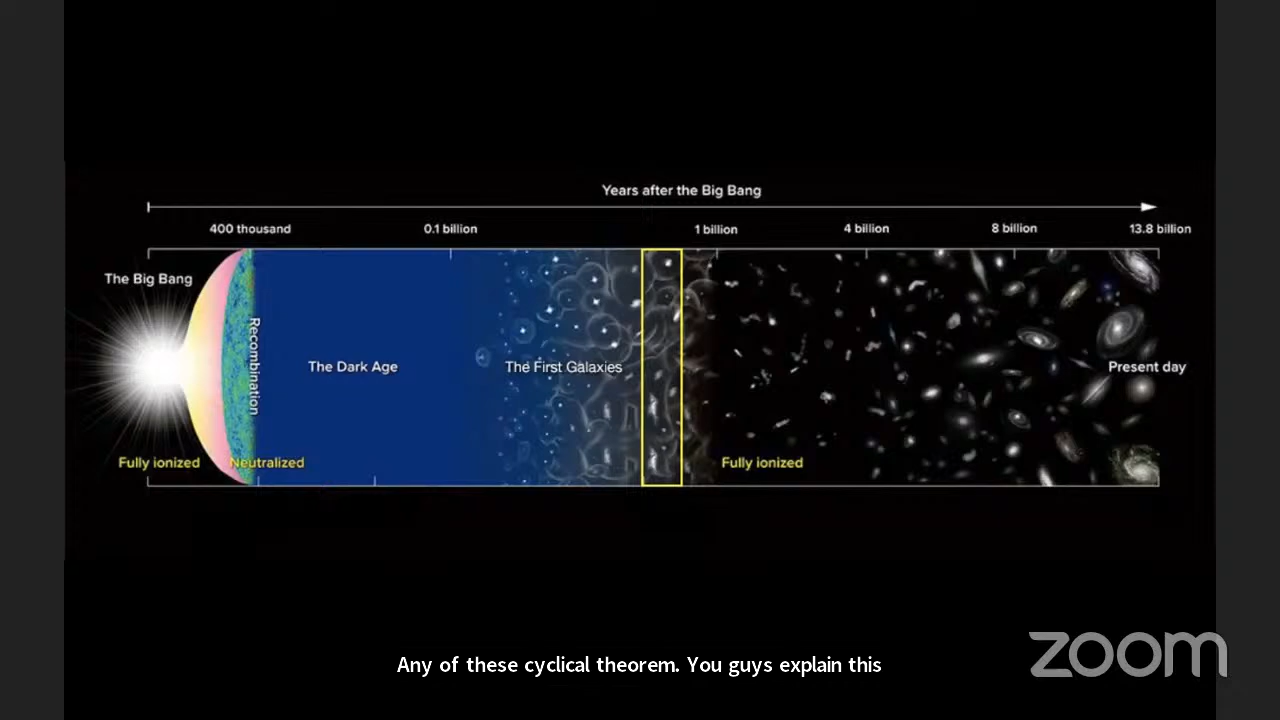 Years after the Big Bang
400 thousand
0.1 billion
1 billion
4 billion
8 billion
13.8 billion
The Big Bang
Recombination
The Dark Age
The First Galaxies
Present day
Fully ionized
Neutralized
Fully ionized
zoom
Any of these cyclical theorem. You guys explain this